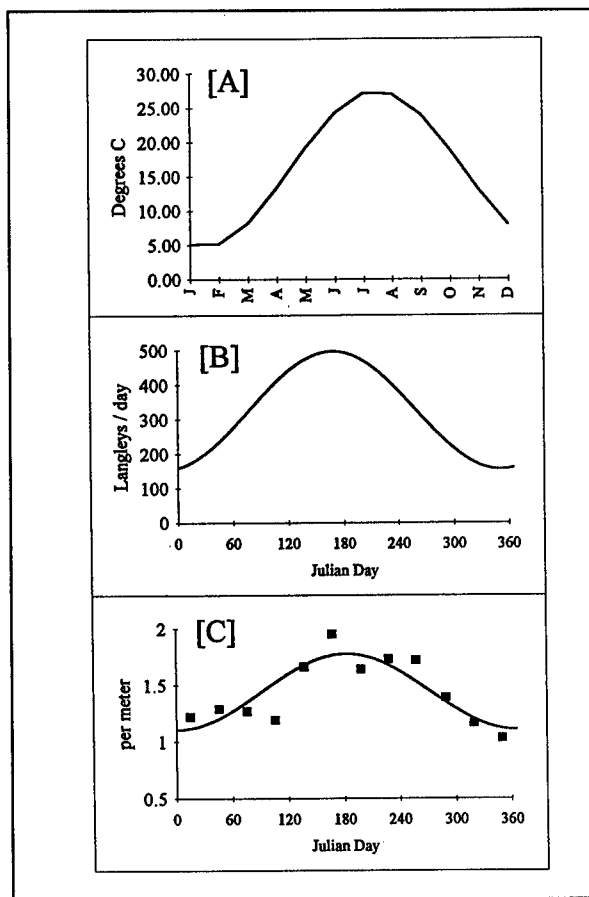 [A]
Degrees C
30.00
25.00
20.00
15.00
10.00
5.00
0.00
J F M A M J J A S O N D
[B]
Langleys / day
500
400
300
200
100
0
0 60 120 180 240 300 360
Julian Day
[C]
per meter
2
1.5
1
0.5
0 60 120 180 240 300 360
Julian Day